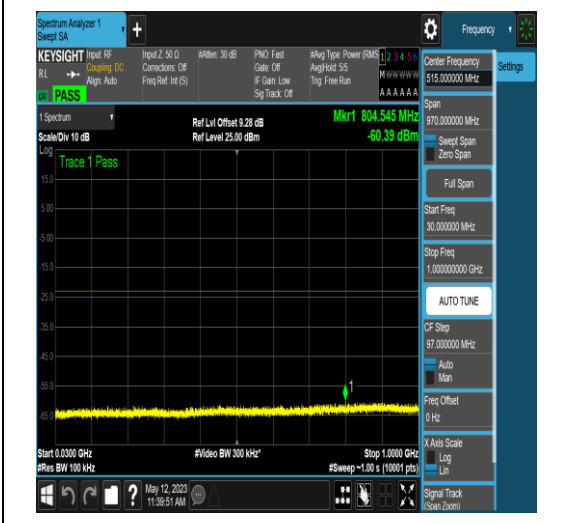 Spectrum Analyzer 1
Swept SA
+
Frequency
KEYSIGHT
RL
PASS
Input: RF
Coupling: DC
Align: Auto
Input Z: 50 Ω
Corrections: Off
Freq Ref: Int (S)
#Atten: 30 dB
PNO: Fast
Gate: Off
IF Gain: Low
Sig Track: Off
#Avg Type: Power (RMS
Avg|Hold: 5/5
Trig: Free Run
1 2 3 4 5 6
M W W W W W
A A A A A A
1 Spectrum
Scale/Div 10 dB
Ref Lvl Offset 9.28 dB
Ref Level 25.00 dBm
Mkr1 804.545 MHz
-60.39 dBm
Log
Trace 1 Pass
15.0
5.00
-5.00
-15.0
-25.0
-35.0
-45.0
-55.0
-65.0
1
Start 0.0300 GHz
#Res BW 100 kHz
#Video BW 300 kHz*
Stop 1.0000 GHz
#Sweep ~1.00 s (10001 pts)
?
May 12, 2023
11:39:51 AM
Center Frequency
515.000000 MHz
Span
970.000000 MHz
Swept Span
Zero Span
Full Span
Start Freq
30.000000 MHz
Stop Freq
1.000000000 GHz
AUTO TUNE
CF Step
97.000000 MHz
Auto
Man
Freq Offset
0 Hz
X Axis Scale
Log
Lin
Signal Track
(Span Zoom)
Settings